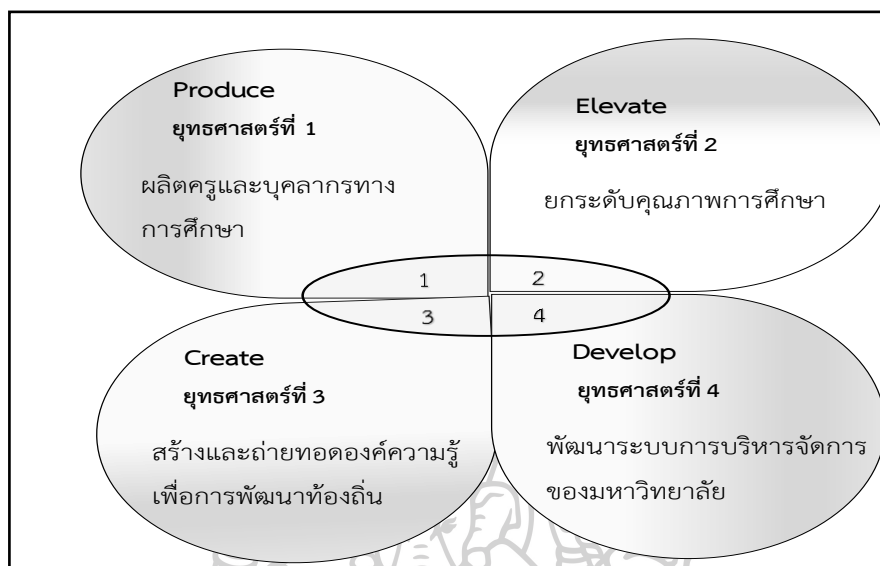 Produce
ยุทธศาสตร์ที่ 1
ผลิตครูและบุคลากรทาง
การศึกษา
Elevate
ยุทธศาสตร์ที่ 2
ยกระดับคุณภาพการศึกษา
1
2
3
4
Create
ยุทธศาสตร์ที่ 3
สร้างและถ่ายทอดองค์ความรู้
เพื่อการพัฒนาท้องถิ่น
Develop
ยุทธศาสตร์ที่ 4
พัฒนาระบบการบริหารจัดการ
ของมหาวิทยาลัย